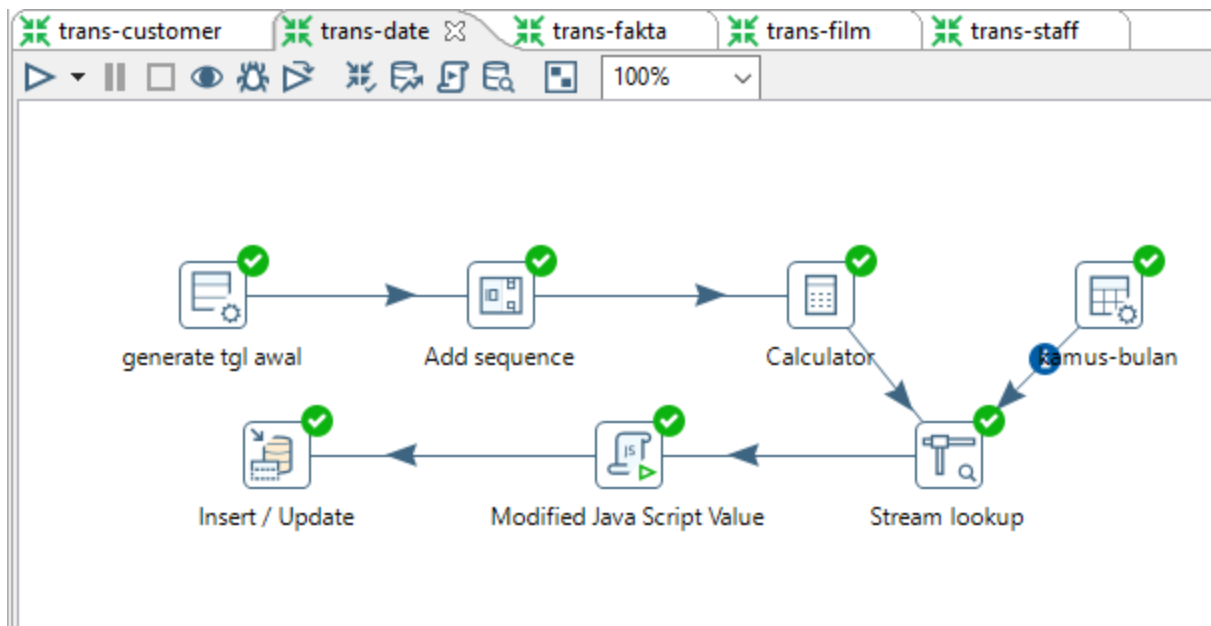 trans-customer
trans-date
trans-fakta
trans-film
trans-staff
100%
generate tgl awal
Add sequence
Calculator
kamus-bulan
Insert / Update
Modified Java Script Value
Stream lookup